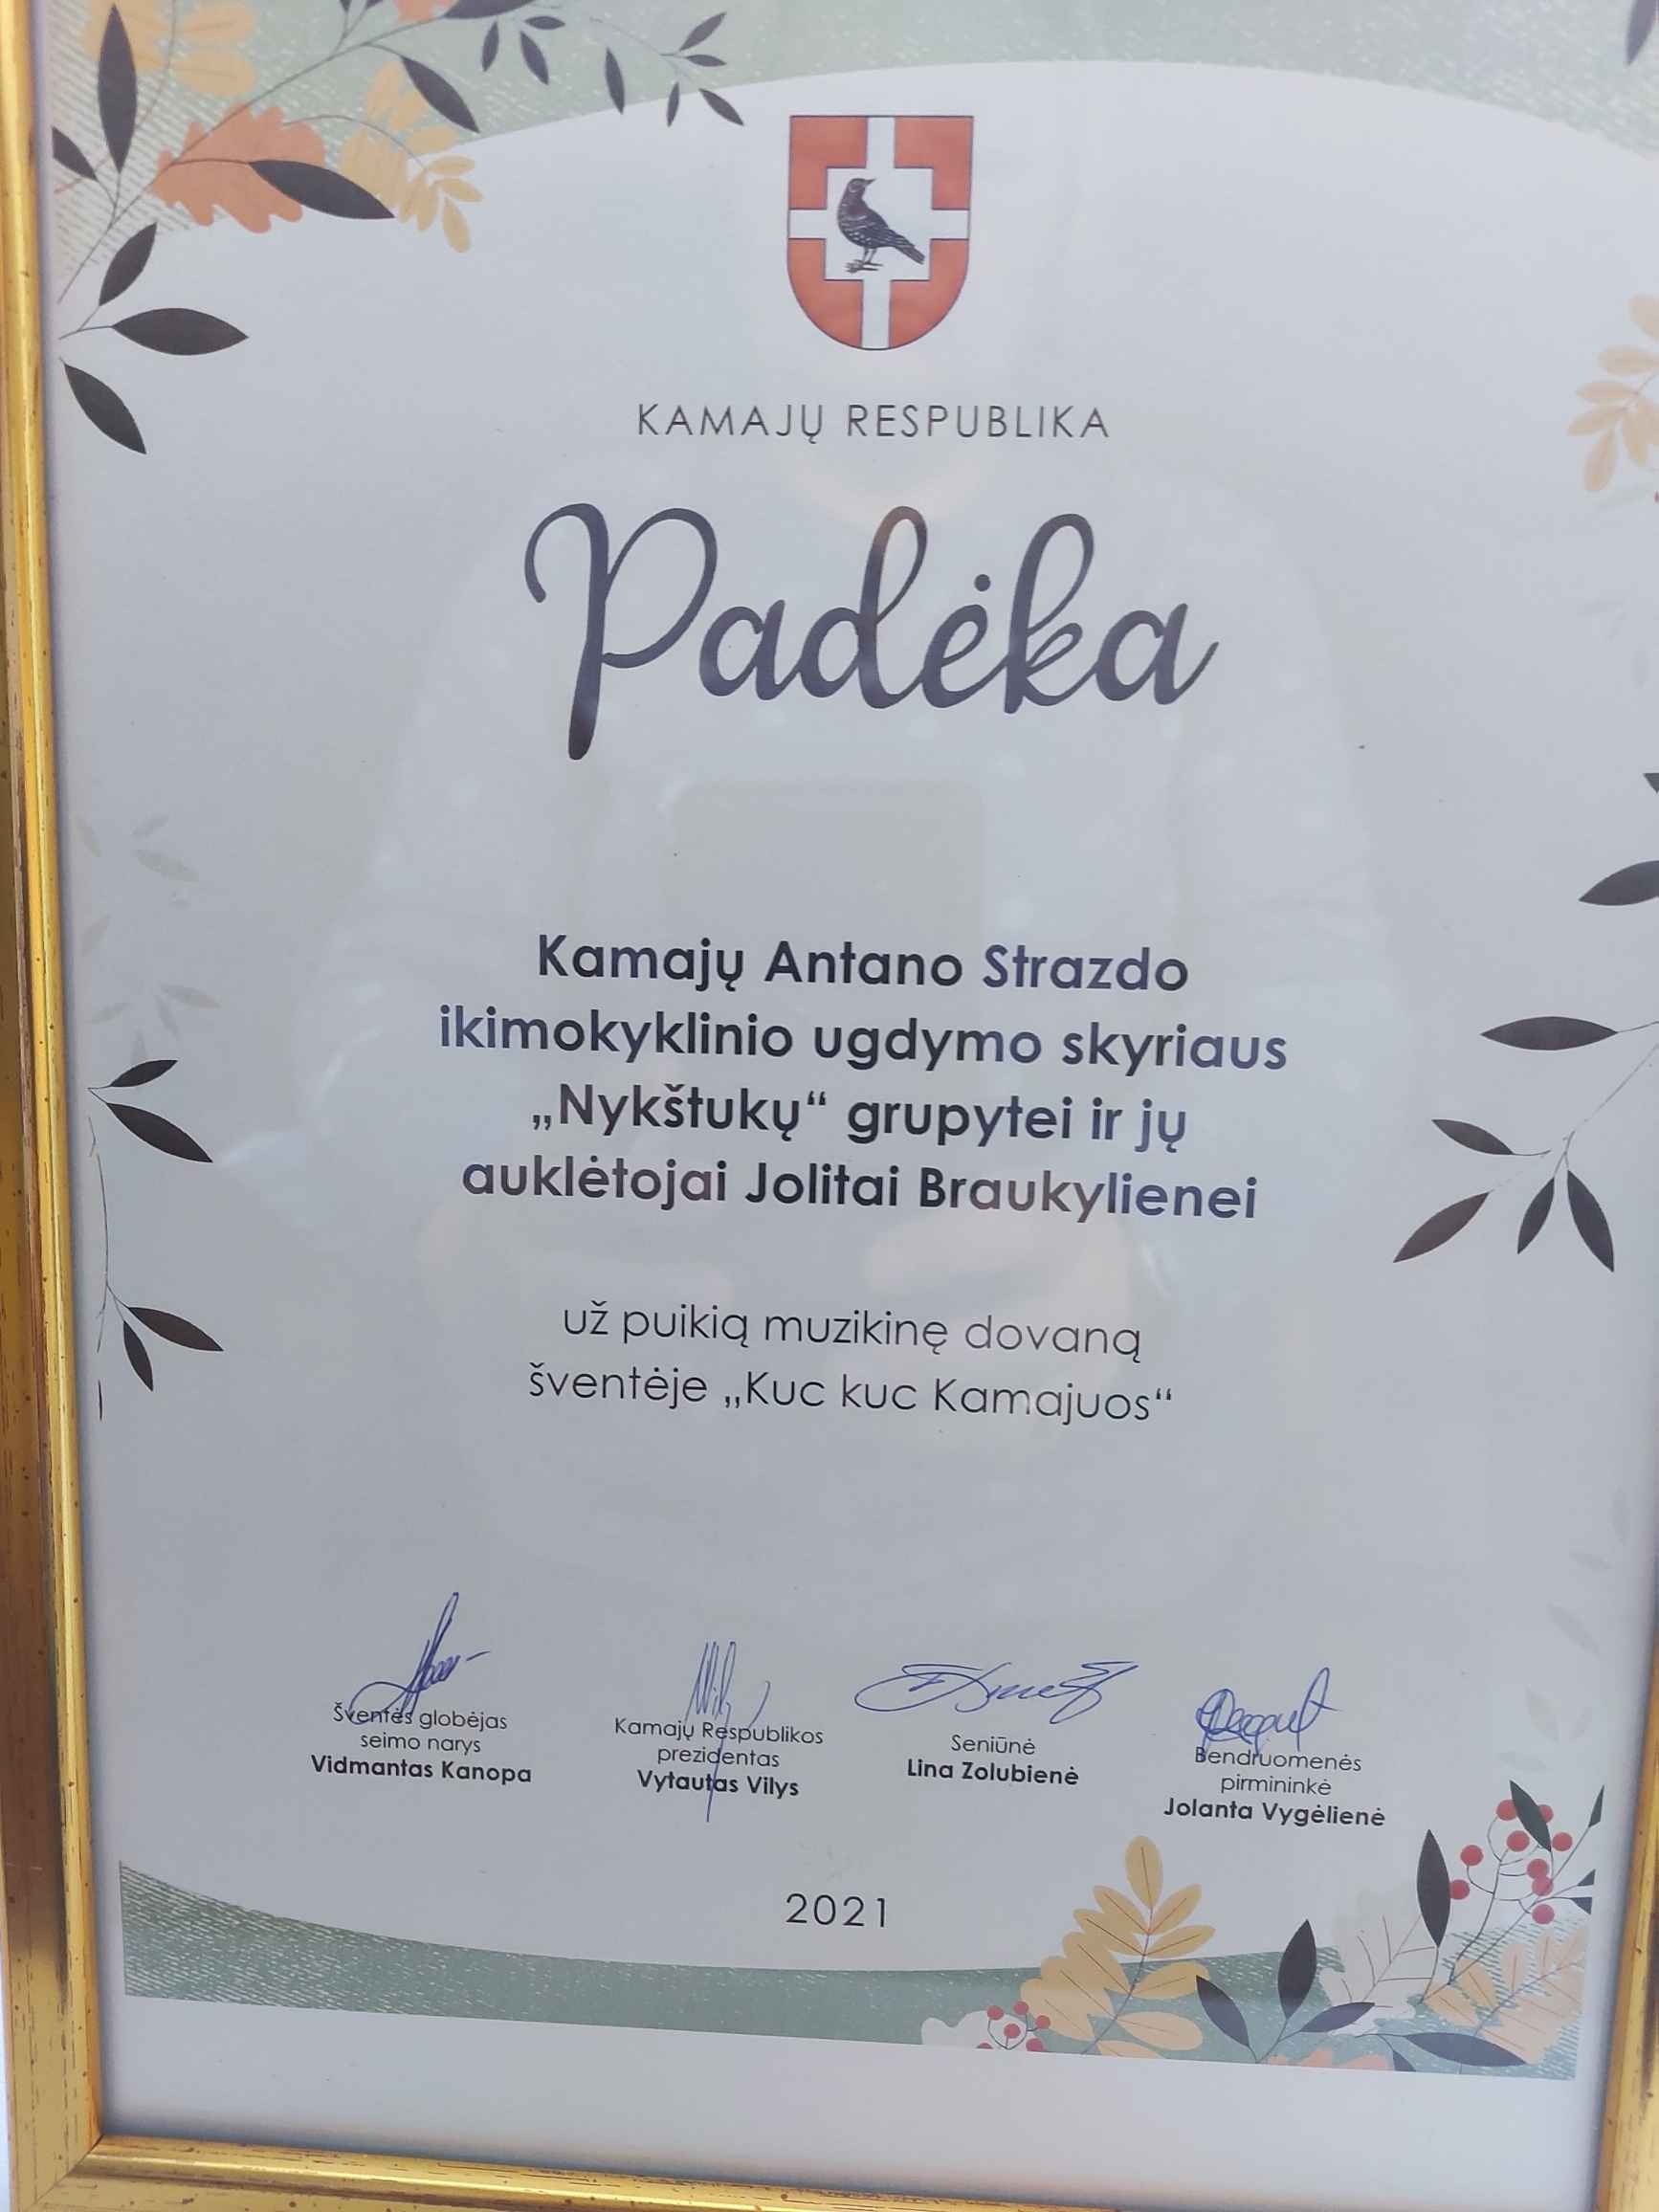 KAMAJŲ RESPUBLIKA
Padėka
Kamajų Antano Strazdo
ikimokyklinio ugdymo skyriaus
„Nykštukų“ grupytei ir jų
auklėtojai Jolitai Braukylienei
už puikią muzikinę dovaną
šventėje „Kuc kuc Kamajuos“
Šventės globėjas
seimo narys
Vidmantas Kanopa
Kamajų Respublikos
prezidentas
Vytautas Vilys
Seniūnė
Lina Zolubienė
Bendruomenės
pirmininkė
Jolanta Vygėlienė
2021